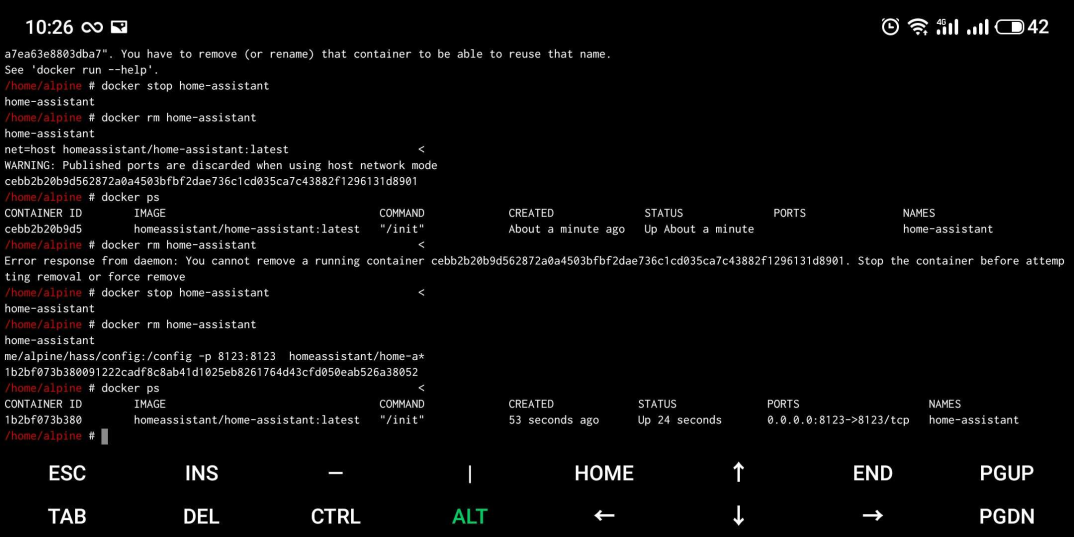 10:26
4G 42
a7ea63e8803dba7". You have to remove (or rename) that container to be able to reuse that name.
See 'docker run --help'.
/home/alpine # docker stop home-assistant
home-assistant
/home/alpine # docker rm home-assistant
home-assistant
net=host homeassistant/home-assistant:latest <
WARNING: Published ports are discarded when using host network mode
cebb2b20b9d562872a0a4503bfbf2dae736c1cd035ca7c43882f1296131d8901
/home/alpine # docker ps
CONTAINER ID IMAGE COMMAND CREATED STATUS PORTS NAMES
cebb2b20b9d5 homeassistant/home-assistant:latest "/init" About a minute ago Up About a minute home-assistant
/home/alpine # docker rm home-assistant <
Error response from daemon: You cannot remove a running container cebb2b20b9d562872a0a4503bfbf2dae736c1cd035ca7c43882f1296131d8901. Stop the container before attemp
ting removal or force remove
/home/alpine # docker stop home-assistant <
home-assistant
/home/alpine # docker rm home-assistant
home-assistant
me/alpine/hass/config:/config -p 8123:8123  homeassistant/home-a*
1b2bf073b380091222cadf8c8ab41d1025eb8261764d43cfd050eab526a38052
/home/alpine # docker ps <
CONTAINER ID IMAGE COMMAND CREATED STATUS PORTS NAMES
1b2bf073b380 homeassistant/home-assistant:latest "/init" 53 seconds ago Up 24 seconds 0.0.0.0:8123->8123/tcp home-assistant
/home/alpine #
ESC INS — | HOME ↑ END PGUP
TAB DEL CTRL ALT ← ↓ → PGDN